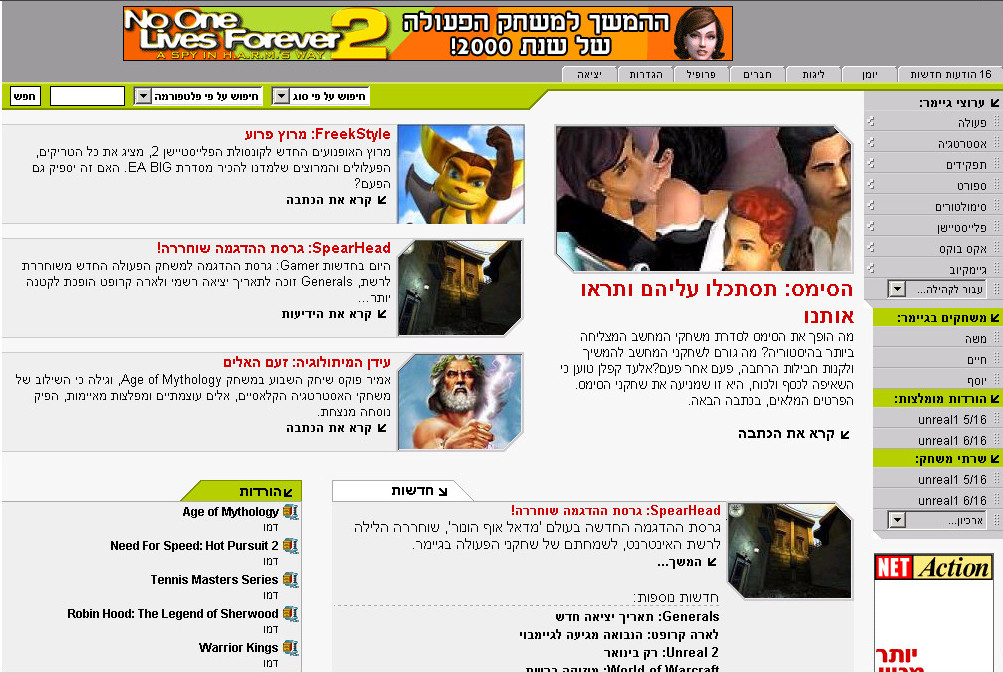 No One
Lives Forever 2
A SPY IN H.A.R.M.'S WAY
ההמשך למשחק הפעולה
של שנת 2000!
16 הודעות חדשות
יומן
ליגות
חברים
פרופיל
הגדרות
יציאה
חיפוש על פי סוג
חיפוש על פי פלטפורמה
חפש
ערוצי גיימר:
פעולה
אסטרטגיה
תפקידים
ספורט
סימולטורים
פלייסטיישן
אקס בוקס
גיימקיוב
עבור לקהילה...
משחקים בגיימר:
משה
חיים
יוסף
הורדות מומלצות:
unreal1 5/16
unreal1 6/16
שרתי משחק:
unreal1 5/16
unreal1 6/16
ארכיון...
NET Action
יותר
הסימס: תסתכלו עליהם ותראו
אותנו
מה הופך את הסימס לסדרת משחקי המחשב המצליחה
ביותר בהיסטוריה? מה גורם לשחקני המחשב להמשיך
ולקנות חבילות הרחבה, פעם אחר פעם?אלעד קפלן טוען כי
השאיפה לכסף ולכוח, היא זו שמניעה את שחקני הסימס.
הפרטים המלאים, בכתבה הבאה.
קרא את הכתבה
FreekStyle: מרוץ פרוע
מרוץ האופנועים החדש לקונסולת הפלייסטיישן 2, מציג את כל הטריקים,
הפעלולים והמרוצים שלמדנו להכיר מסדרת EA BIG. האם זה יספיק גם
הפעם?
קרא את הכתבה
SpearHead: גרסת ההדגמה שוחררה!
היום בחדשות Gamer: גרסת ההדגמה למשחק הפעולה החדש משוחררת
לרשת, Generals זוכה לתאריך יציאה רשמי ולארה קרופט הופכת לקטנה
יותר...
קרא את הידיעות
עידן המיתולוגיה: זעם האלים
אמיר פוקס שיחק השבוע במשחק Age of Mythology, וגילה כי השילוב של
משחקי האסטרטגיה הקלאסיים, אלים עוצמתיים ומפלצות מאיימות, הפיק
נוסחה מנצחת.
קרא את הכתבה
חדשות
SpearHead: גרסת ההדגמה שוחררה!
גרסת ההדגמה החדשה בעולם 'מדאל אוף הונור', שוחררה הלילה
לרשת האינטרנט, לשמחתם של שחקני הפעולה בגיימר.
המשך...
חדשות נוספות:
Generals: תאריך יציאה חדש
לארה קרופט: הנבואה מגיעה לגיימבוי
Unreal 2: רק בינואר
World of Warcraft: מוזיקה ברשת
הורדות
Age of Mythology
דמו
Need For Speed: Hot Pursuit 2
דמו
Tennis Masters Series
דמו
Robin Hood: The Legend of Sherwood
דמו
Warrior Kings
דמו